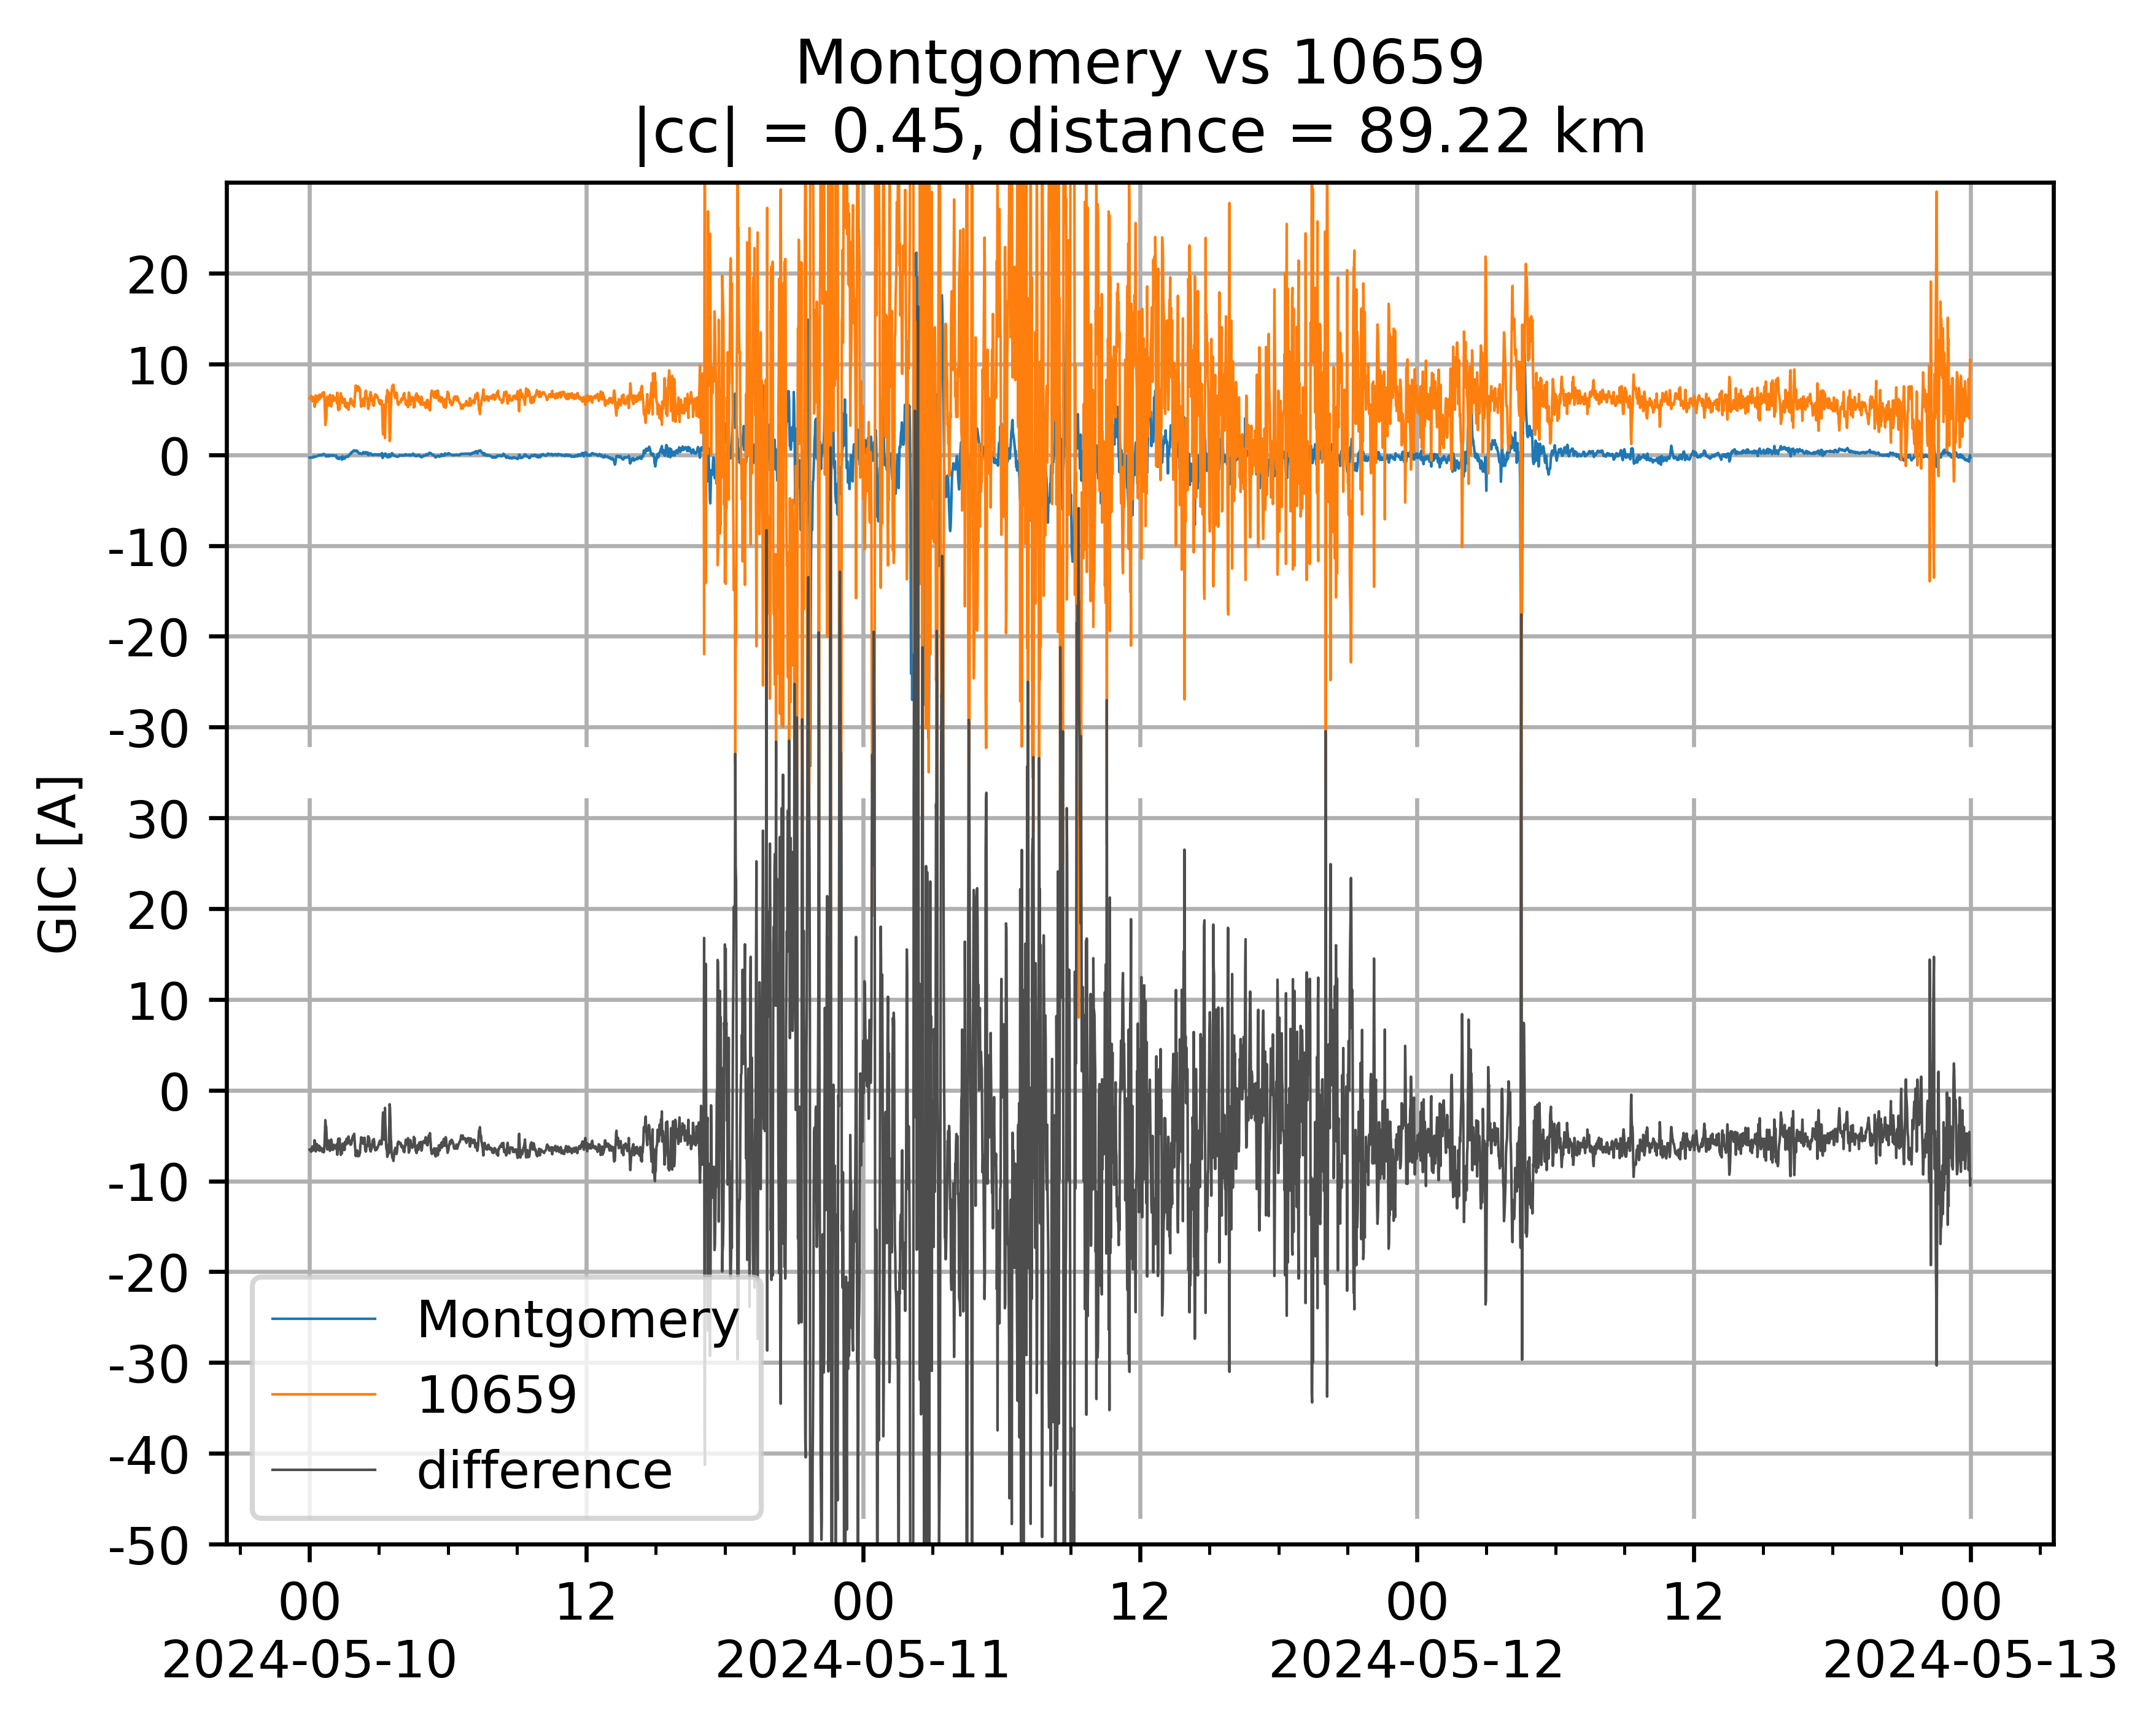 Montgomery vs 10659
|cc| = 0.45, distance = 89.22 km
GIC [A]
20
10
0
-10
-20
-30
30
20
10
0
-10
-20
-30
-40
-50
Montgomery
10659
difference
00 12 00 12 00 12 00
2024-05-10 2024-05-11 2024-05-12 2024-05-13